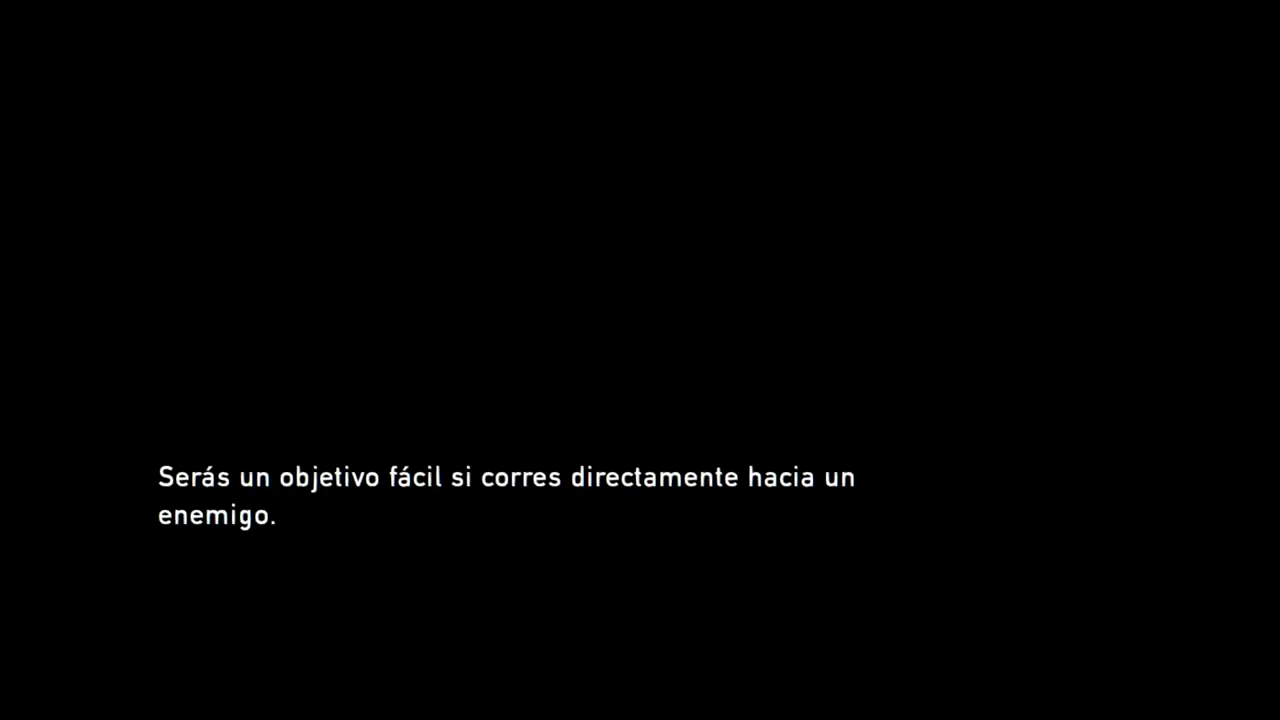 Serás un objetivo fácil si corres directamente hacia un
enemigo.